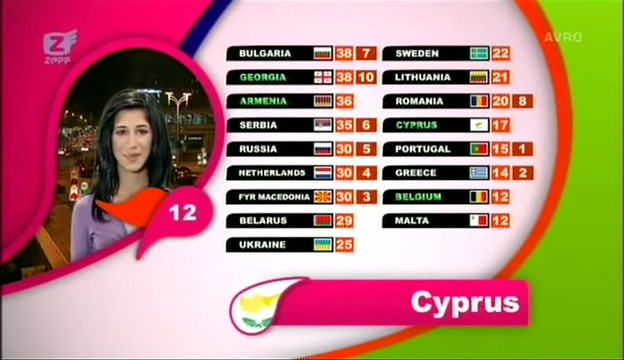 Z
ZAPP
AVRO
BULGARIA 38 7
GEORGIA 38 10
ARMENIA 36
SERBIA 35 6
RUSSIA 30 5
NETHERLANDS 30 4
FYR MACEDONIA 30 3
BELARUS 29
UKRAINE 25
SWEDEN 22
LITHUANIA 21
ROMANIA 20 8
CYPRUS 17
PORTUGAL 15 1
GREECE 14 2
BELGIUM 12
MALTA 12
12
Cyprus